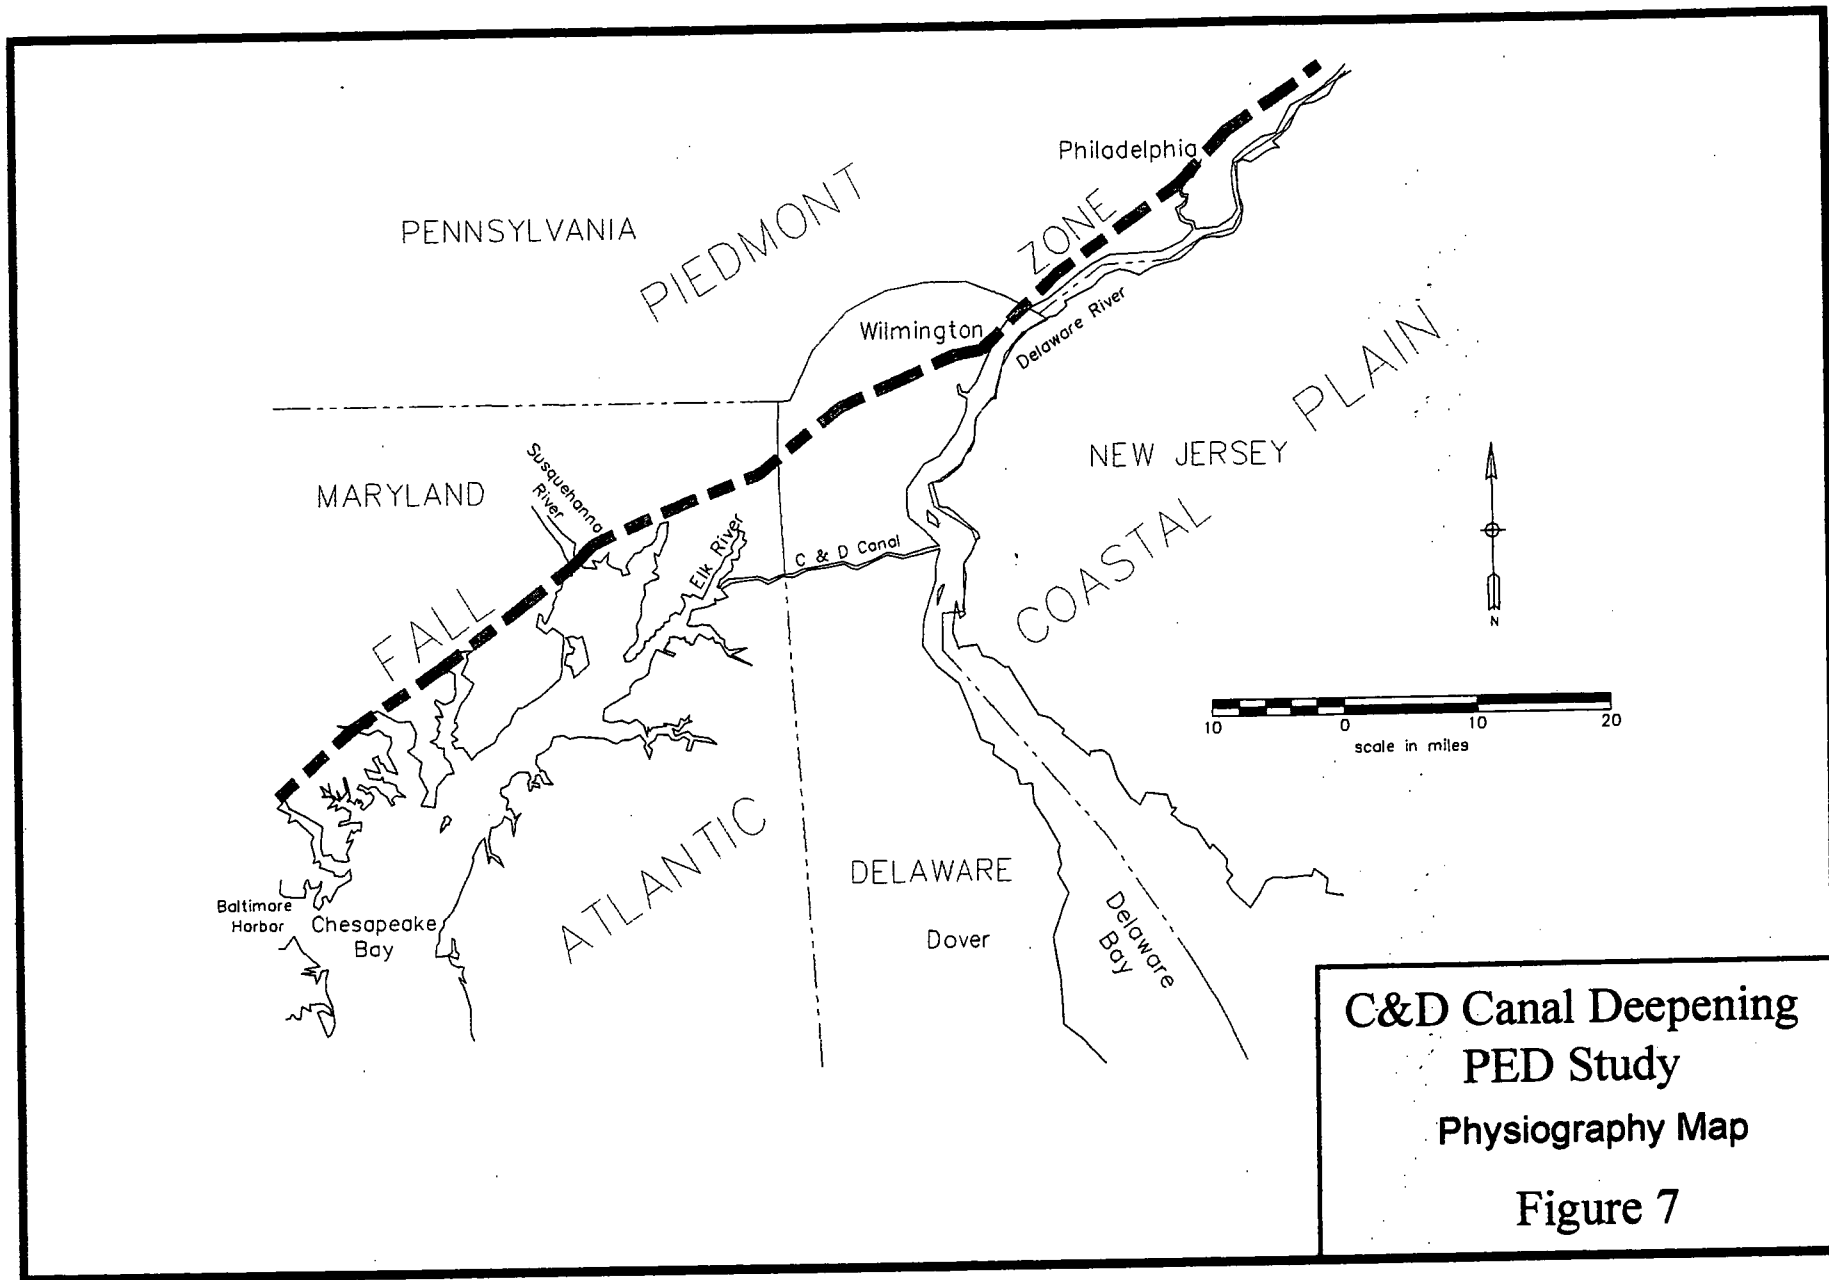 Philadelphia
PENNSYLVANIA
PIEDMONT
ZONE
Wilmington
Delaware River
PLAIN
NEW JERSEY
MARYLAND
Susquehanna
River
Elk River
C & D Canal
COASTAL
FALL
10 0 10 20
scale in miles
N
ATLANTIC
DELAWARE
Dover
Delaware
Bay
Baltimore
Harbor
Chesapeake
Bay
C&D Canal Deepening
PED Study
Physiography Map
Figure 7